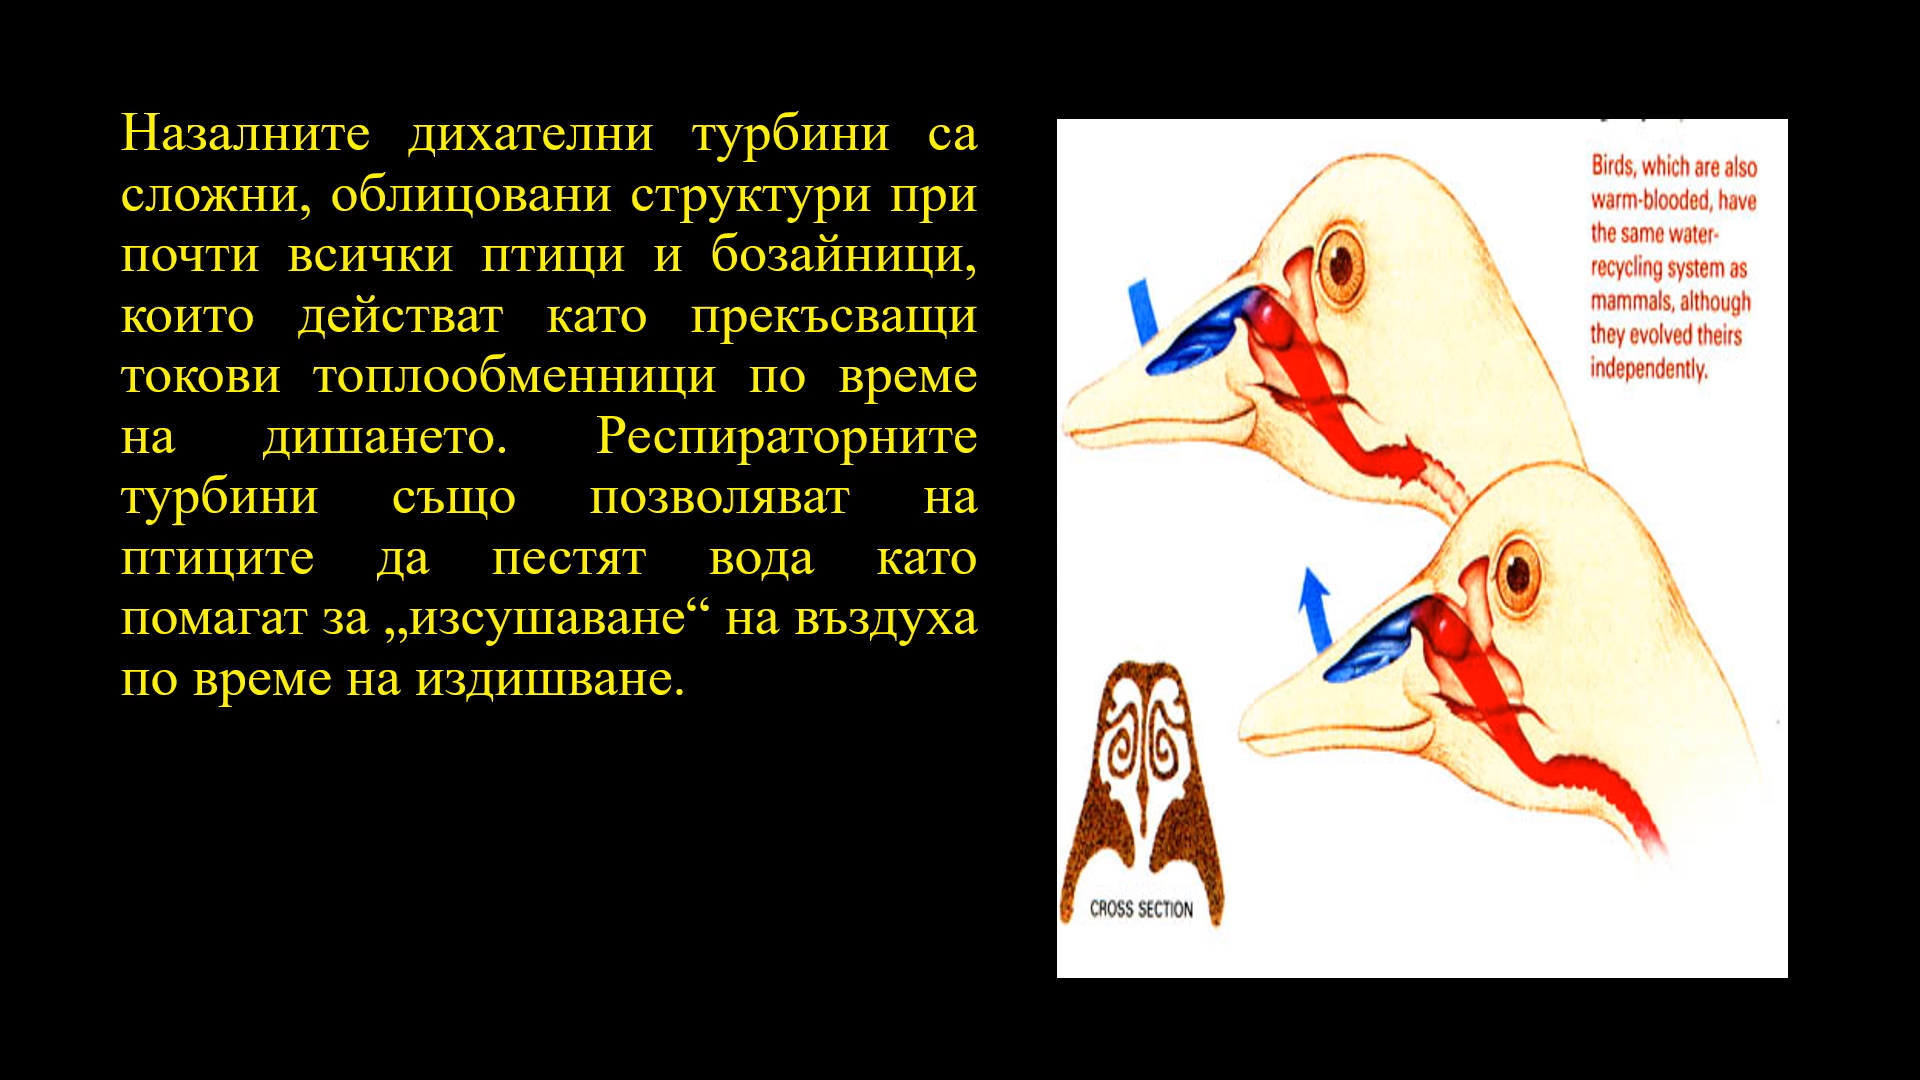 Назалните дихателни турбини са
сложни, облицовани структури при
почти всички птици и бозайници,
които действат като прекъсващи
токови топлообменници по време
на дишането. Респираторните
турбини също позволяват на
птиците да пестят вода като
помагат за „изсушаване“ на въздуха
по време на издишване.
Birds, which are also
warm-blooded, have
the same water-
recycling system as
mammals, although
they evolved theirs
independently.
CROSS SECTION